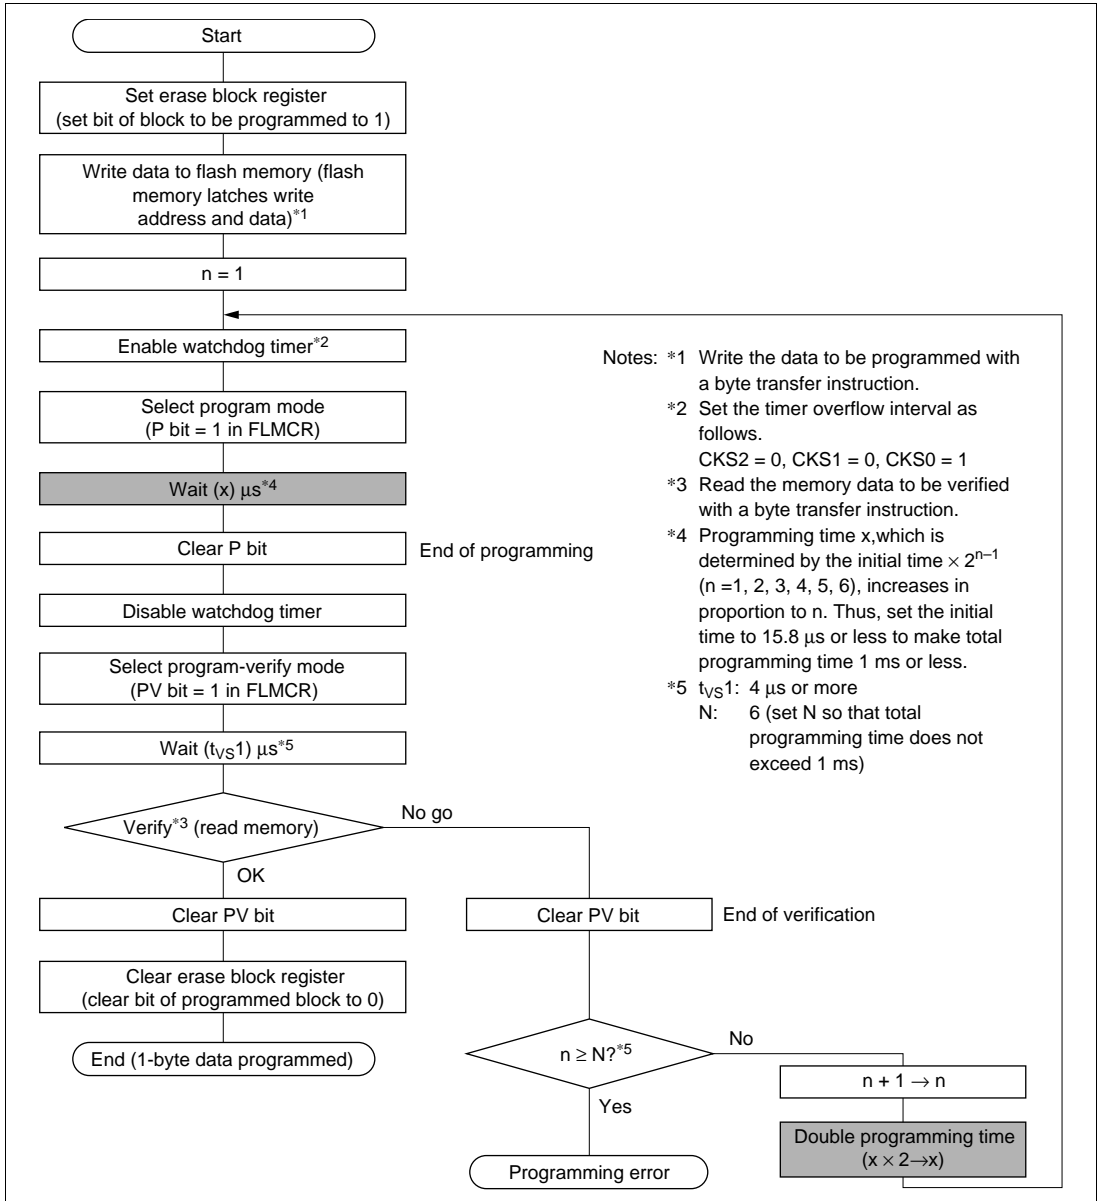 Start
Set erase block register
(set bit of block to be programmed to 1)
Write data to flash memory (flash
memory latches write
address and data)*1
n = 1
Enable watchdog timer*2
Select program mode
(P bit = 1 in FLMCR)
Wait (x) μs*4
Clear P bit
End of programming
Disable watchdog timer
Select program-verify mode
(PV bit = 1 in FLMCR)
Wait (tVS1) μs*5
Verify*3 (read memory)
No go
OK
Clear PV bit
Clear erase block register
(clear bit of programmed block to 0)
End (1-byte data programmed)
Clear PV bit
End of verification
n ≥ N?*5
No
Yes
n + 1 → n
Double programming time
(x × 2→x)
Programming error
Notes: *1 Write the data to be programmed with
a byte transfer instruction.
*2 Set the timer overflow interval as
follows.
CKS2 = 0, CKS1 = 0, CKS0 = 1
*3 Read the memory data to be verified
with a byte transfer instruction.
*4 Programming time x,which is
determined by the initial time × 2n–1
(n =1, 2, 3, 4, 5, 6), increases in
proportion to n. Thus, set the initial
time to 15.8 μs or less to make total
programming time 1 ms or less.
*5 tVS1: 4 μs or more
N: 6 (set N so that total
programming time does not
exceed 1 ms)